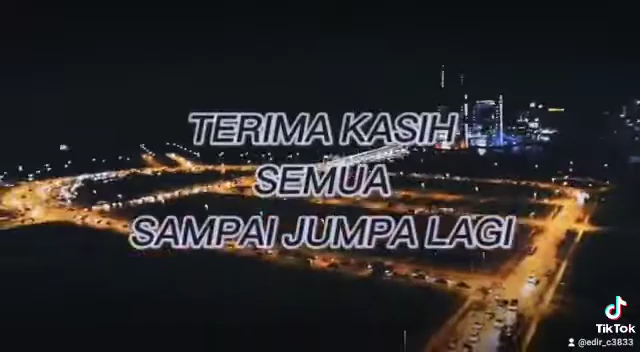 TERIMA KASIH
SEMUA
SAMPAI JUMPA LAGI
TikTok
@edir_c3833